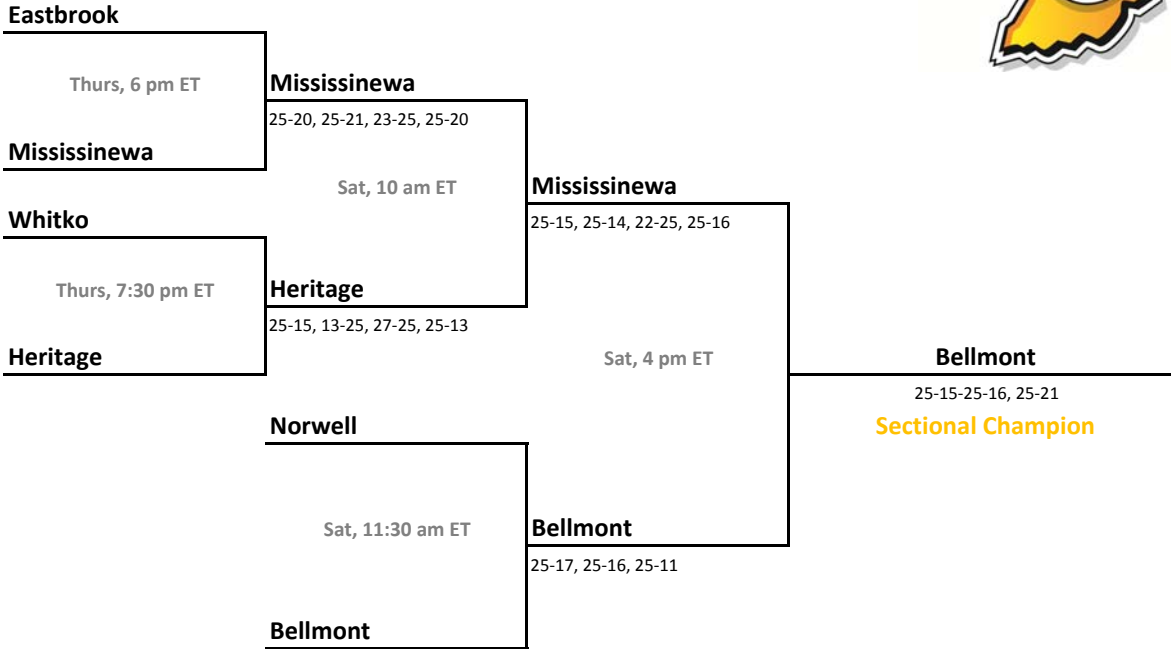 Eastbrook
Thurs, 6 pm ET
Mississinewa
25-20, 25-21, 23-25, 25-20
Mississinewa
Sat, 10 am ET
Mississinewa
Whitko
25-15, 25-14, 22-25, 25-16
Thurs, 7:30 pm ET
Heritage
25-15, 13-25, 27-25, 25-13
Heritage
Sat, 4 pm ET
Bellmont
25-15-25-16, 25-21
Norwell
Sectional Champion
Sat, 11:30 am ET
Bellmont
25-17, 25-16, 25-11
Bellmont